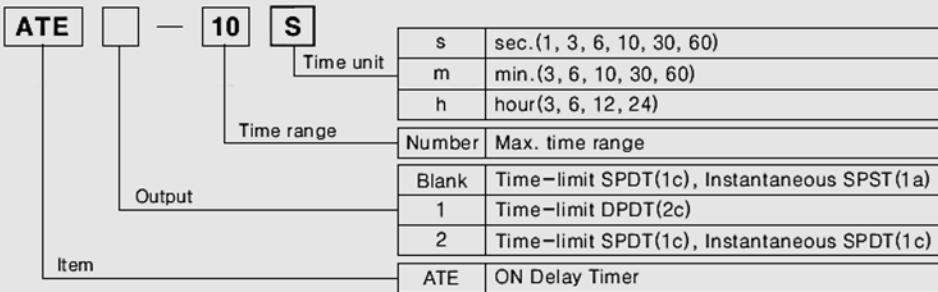 ATE — 10 S
Time unit
s sec.(1, 3, 6, 10, 30, 60)
m min.(3, 6, 10, 30, 60)
h hour(3, 6, 12, 24)
Time range
Number Max. time range
Output
Blank Time-limit SPDT(1c), Instantaneous SPST(1a)
1 Time-limit DPDT(2c)
2 Time-limit SPDT(1c), Instantaneous SPDT(1c)
Item
ATE ON Delay Timer